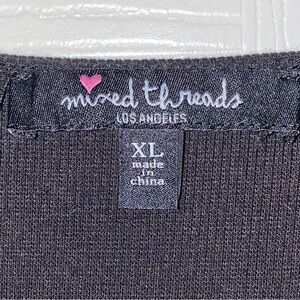 mixed threads
LOS ANGELES
XL
made
in
china